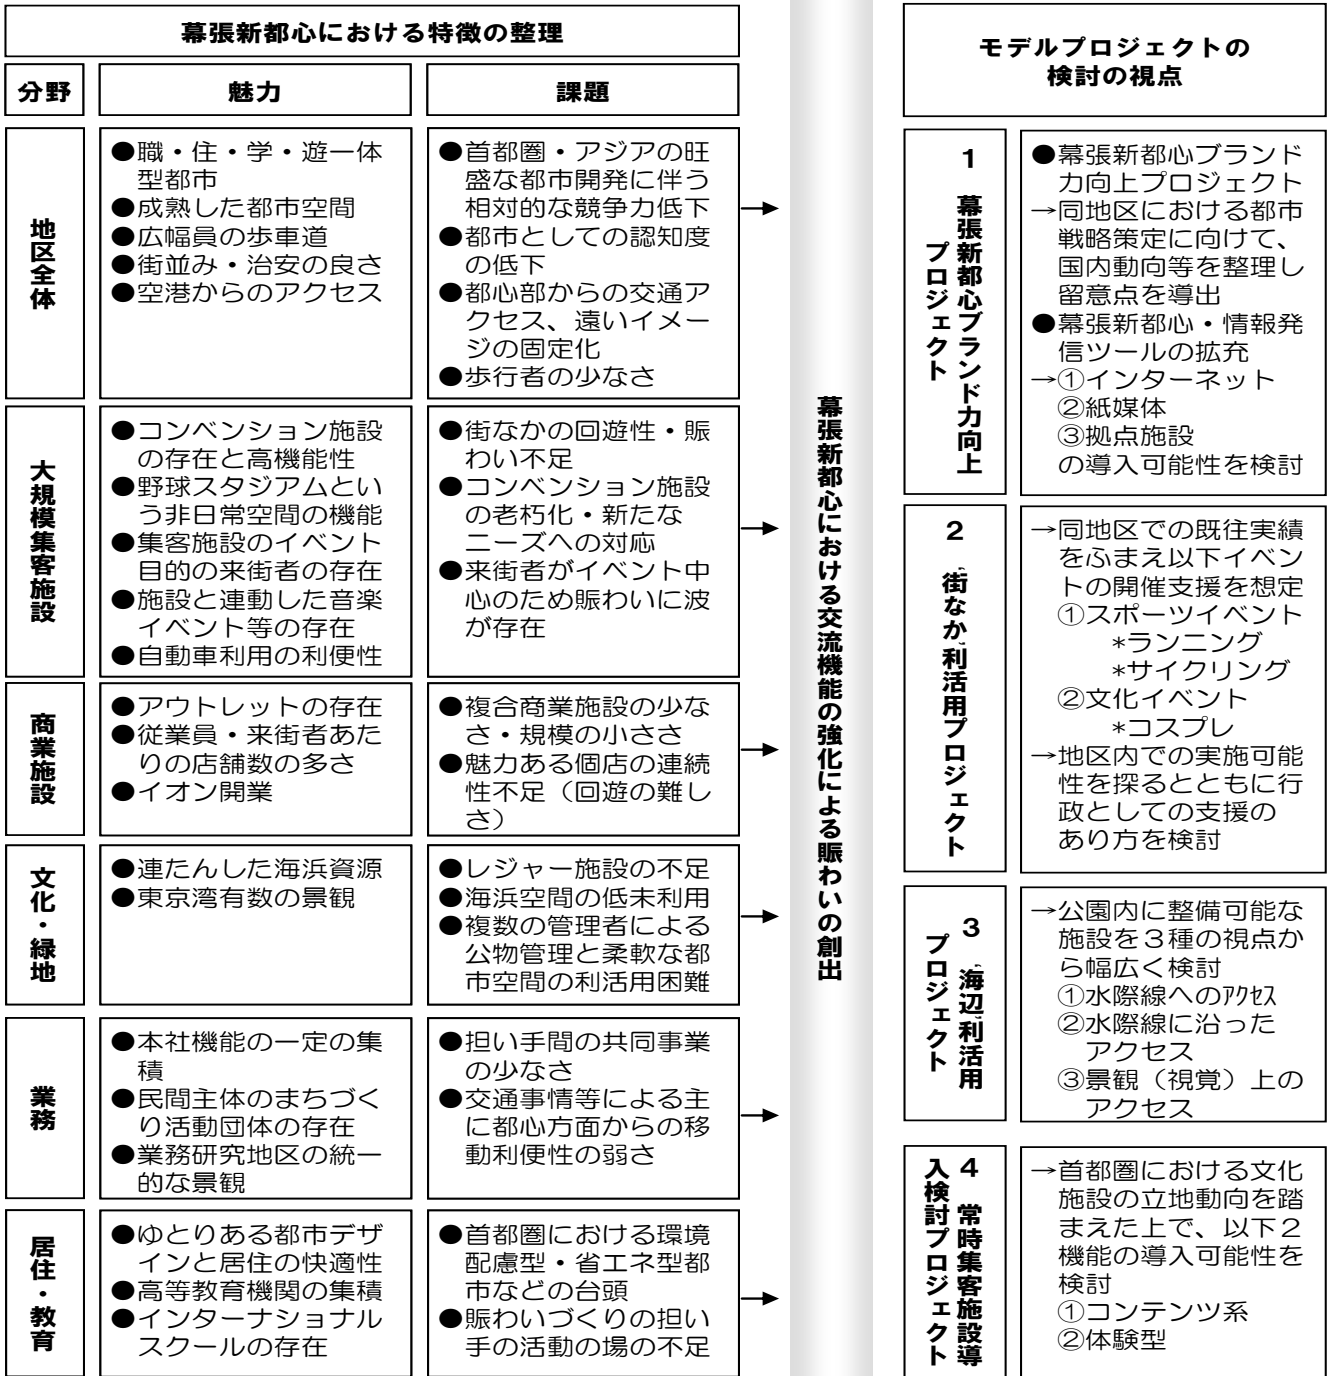 幕張新都心における特徴の整理
分野
魅力
課題
地区全体
●職・住・学・遊一体
型都市
●成熟した都市空間
●広幅員の歩車道
●街並み・治安の良さ
●空港からのアクセス
●首都圏・アジアの旺
盛な都市開発に伴う
相対的な競争力低下
●都市としての認知度
の低下
●都心部からの交通ア
クセス、遠いイメー
ジの固定化
●歩行者の少なさ
→
大規模集客施設
●コンベンション施設
の存在と高機能性
●野球スタジアムとい
う非日常空間の機能
●集客施設のイベント
目的の来街者の存在
●施設と連動した音楽
イベント等の存在
●自動車利用の利便性
●街なかの回遊性・賑
わい不足
●コンベンション施設
の老朽化・新たな
ニーズへの対応
●来街者がイベント中
心のため賑わいに波
が存在
→
商業施設
●アウトレットの存在
●従業員・来街者あた
りの店舗数の多さ
●イオン開業
●複合商業施設の少な
さ・規模の小ささ
●魅力ある個店の連続
性不足（回遊の難し
さ）
→
文化・緑地
●連たんした海浜資源
●東京湾有数の景観
●レジャー施設の不足
●海浜空間の低未利用
●複数の管理者による
公物管理と柔軟な都
市空間の利活用困難
→
業務
●本社機能の一定の集
積
●民間主体のまちづく
り活動団体の存在
●業務研究地区の統一
的な景観
●担い手間の共同事業
の少なさ
●交通事情等による主
に都心方面からの移
動利便性の弱さ
→
居住・教育
●ゆとりある都市デザ
インと居住の快適性
●高等教育機関の集積
●インターナショナル
スクールの存在
●首都圏における環境
配慮型・省エネ型都
市などの台頭
●賑わいづくりの担い
手の活動の場の不足
→
幕張新都心における交流機能の強化による賑わいの創出
モデルプロジェクトの
検討の視点
1 幕張新都心ブランド力向上
プロジェクト
●幕張新都心ブランド
力向上プロジェクト
→同地区における都市
戦略策定に向けて、
国内動向等を整理し
留意点を導出
●幕張新都心・情報発
信ツールの拡充
→①インターネット
②紙媒体
③拠点施設
の導入可能性を検討
2 “街なか”利活用プロジェクト
→同地区での既往実績
をふまえ以下イベン
トの開催支援を想定
①スポーツイベント
*ランニング
*サイクリング
②文化イベント
*コスプレ
→地区内での実施可能
性を探るとともに行
政としての支援の
あり方を検討
3 “海辺”利活用
プロジェクト
→公園内に整備可能な
施設を３種の視点か
ら幅広く検討
①水際線へのｱｸｾｽ
②水際線に沿った
アクセス
③景観（視覚）上の
アクセス
4 常時集客施設導
入検討プロジェクト
→首都圏における文化
施設の立地動向を踏
まえた上で、以下２
機能の導入可能性を
検討
①コンテンツ系
②体験型